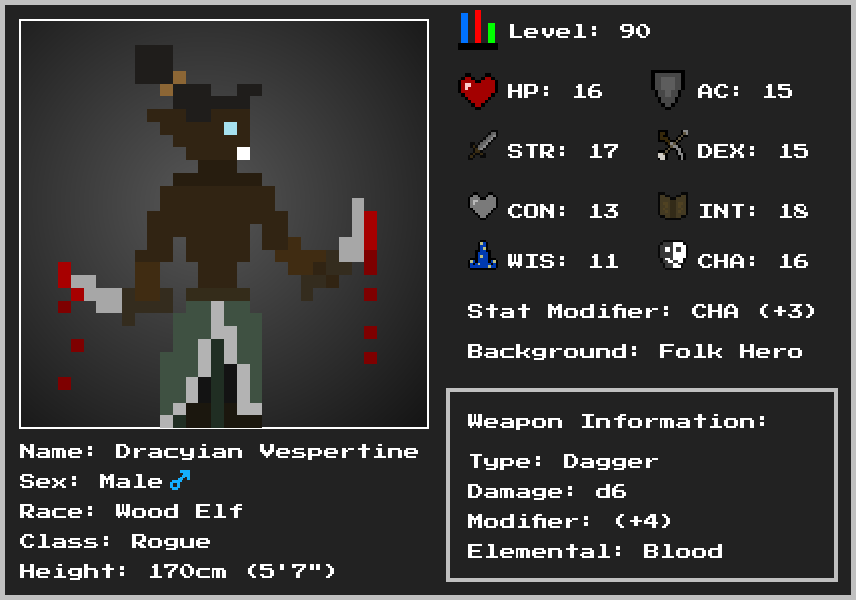 Level: 90
HP: 16
AC: 15
STR: 17
DEX: 15
CON: 13
INT: 18
WIS: 11
CHA: 16
Stat Modifier: CHA (+3)
Background: Folk Hero
Weapon Information:
Type: Dagger
Damage: d6
Modifier: (+4)
Elemental: Blood
Name: Dracyian Vespertine
Sex: Male♂
Race: Wood Elf
Class: Rogue
Height: 170cm (5'7")